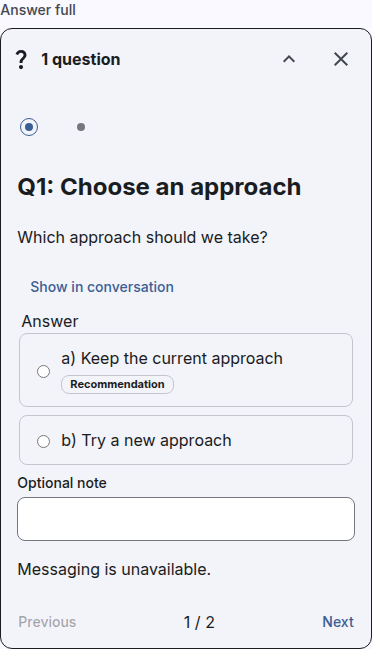 Answer full
? 1 question
Q1: Choose an approach
Which approach should we take?
Show in conversation
Answer
a) Keep the current approach
Recommendation
b) Try a new approach
Optional note
Messaging is unavailable.
Previous 1 / 2 Next